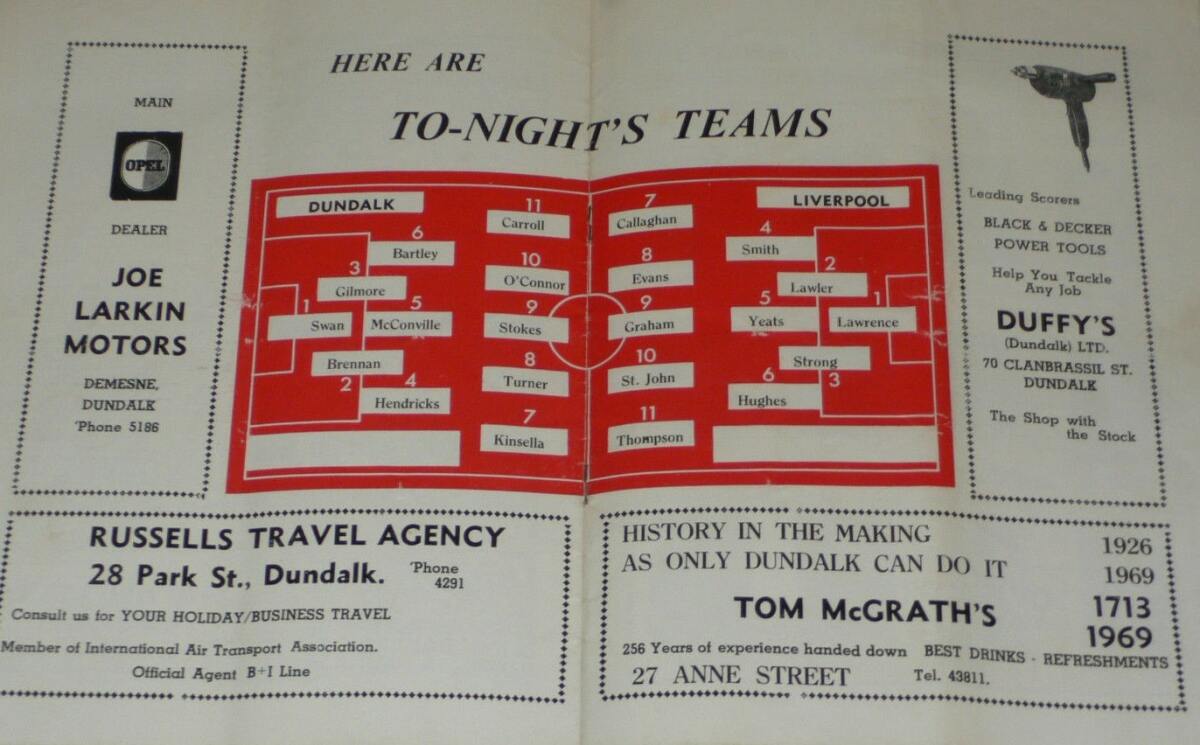 HERE ARE
TO-NIGHT'S TEAMS
MAIN
OPEL
DEALER
JOE
LARKIN
MOTORS
DEMESNE,
DUNDALK
'Phone 5186
DUNDALK
11
Carroll
6
Bartley
10
O'Connor
3
Gilmore
1
Swan
5
McConville
9
Stokes
Brennan
2
4
Hendricks
8
Turner
7
Kinsella
LIVERPOOL
7
Callaghan
4
Smith
8
Evans
2
Lawler
9
Graham
5
Yeats
1
Lawrence
10
St. John
Strong
3
6
Hughes
11
Thompson
Leading Scorers
BLACK & DECKER
POWER TOOLS
Help You Tackle
Any Job
DUFFY'S
(Dundalk) LTD.
70 CLANBRASSIL ST.
DUNDALK
The Shop with
the Stock
RUSSELLS TRAVEL AGENCY
28 Park St., Dundalk. 'Phone
4291
Consult us for YOUR HOLIDAY/BUSINESS TRAVEL
Member of International Air Transport Association.
Official Agent B+I Line
HISTORY IN THE MAKING 1926
AS ONLY DUNDALK CAN DO IT 1969
TOM McGRATH'S 1713
1969
256 Years of experience handed down BEST DRINKS - REFRESHMENTS
27 ANNE STREET Tel. 43811.